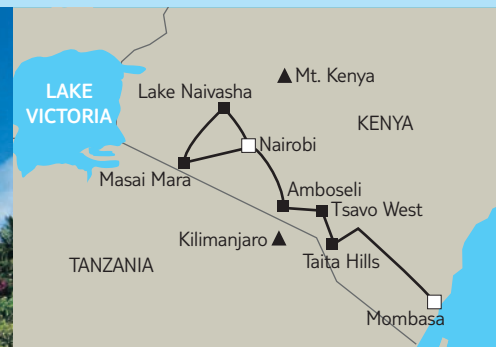 Mt. Kenya
LAKE
VICTORIA
Lake Naivasha
KENYA
Nairobi
Masai Mara
Amboseli
Tsavo West
Kilimanjaro
Taita Hills
TANZANIA
Mombasa